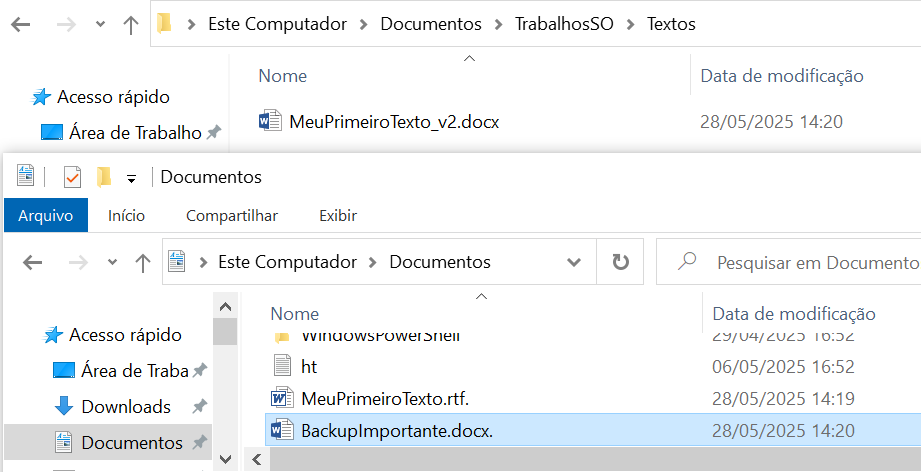 Este Computador > Documentos > TrabalhosSO > Textos
Nome Data de modificação
Acesso rápido
Área de Trabalho
MeuPrimeiroTexto_v2.docx 28/05/2025 14:20
Documentos
Arquivo Início Compartilhar Exibir
Este Computador > Documentos
Pesquisar em Documento
Nome Data de modificação
Acesso rápido
WindowsPowerShell 29/04/2025 16:52
Área de Traba
ht 06/05/2025 16:52
Downloads
MeuPrimeiroTexto.rtf. 28/05/2025 14:19
Documentos
BackupImportante.docx. 28/05/2025 14:20